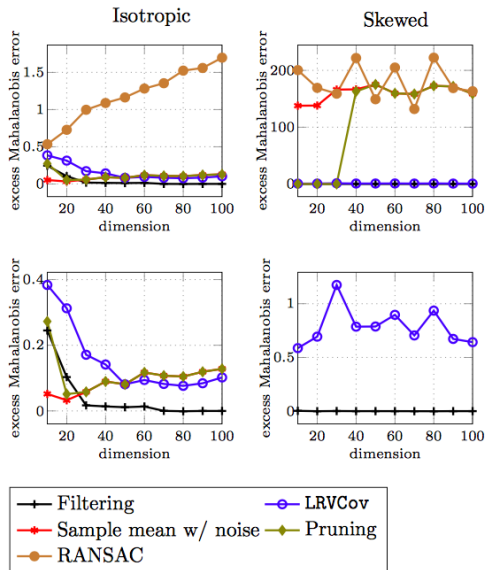 Isotropic
Skewed
excess Mahalanobis error
1.5
1
0.5
0
20 40 60 80 100
dimension
excess Mahalanobis error
200
100
0
20 40 60 80 100
dimension
excess Mahalanobis error
0.4
0.2
0
20 40 60 80 100
dimension
excess Mahalanobis error
1
0.5
0
20 40 60 80 100
dimension
Filtering
LRVCov
Sample mean w/ noise
Pruning
RANSAC